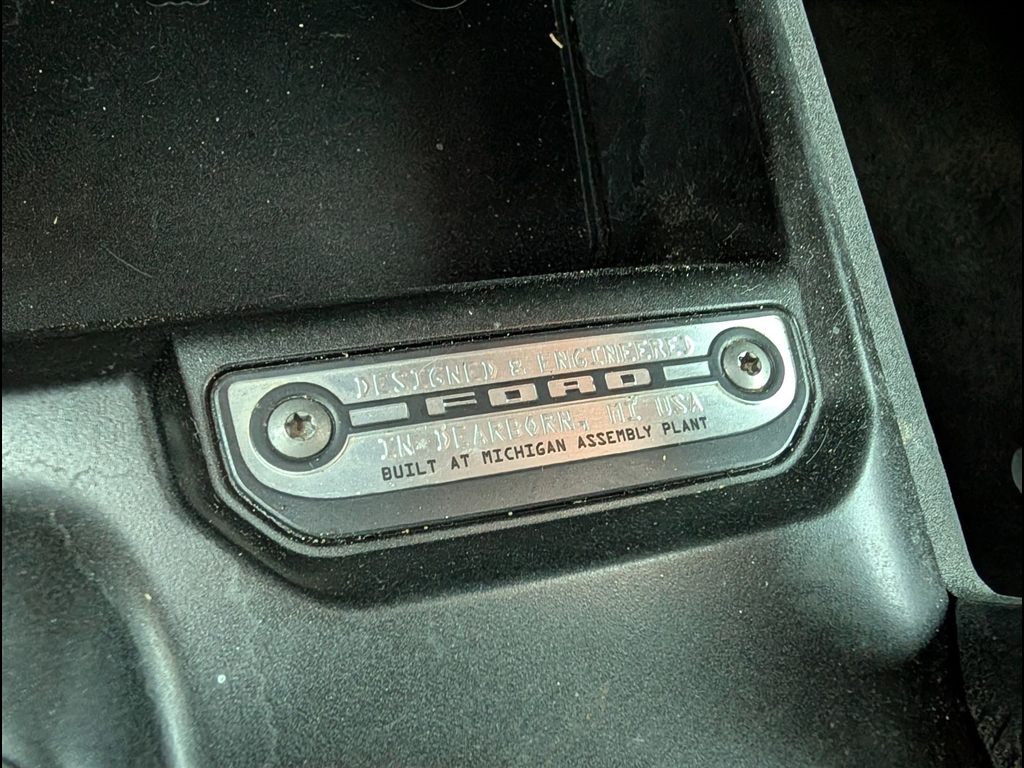 DESIGNED & ENGINEERED
FORD
IN DEARBORN, MI USA
BUILT AT MICHIGAN ASSEMBLY PLANT